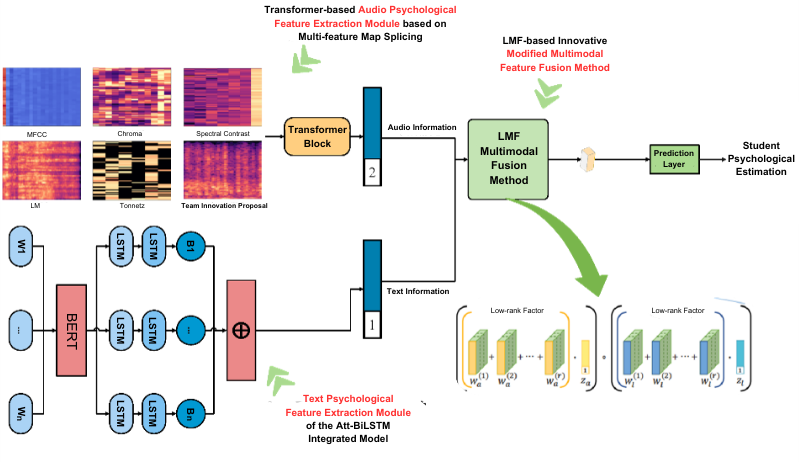 Transformer-based Audio Psychological
Feature Extraction Module based on
Multi-feature Map Splicing
LMF-based Innovative
Modified Multimodal
Feature Fusion Method
MFCC
Chroma
Spectral Contrast
LM
Tonnetz
Team Innovation Proposal
Transformer
Block
2
Audio Information
LMF
Multimodal
Fusion
Method
Prediction
Layer
Student
Psychological
Estimation
W1
...
Wn
BERT
LSTM
LSTM
B1
LSTM
LSTM
...
LSTM
LSTM
Bn
⊕
1
Text Information
Text Psychological
Feature Extraction Module
of the Att-BiLSTM
Integrated Model
Low-rank Factor
+ + ... + ·
1
w_a^(1) w_a^(2) w_a^(r) z_a
∘
Low-rank Factor
+ + ... + ·
1
w_l^(1) w_l^(2) w_l^(r) z_l